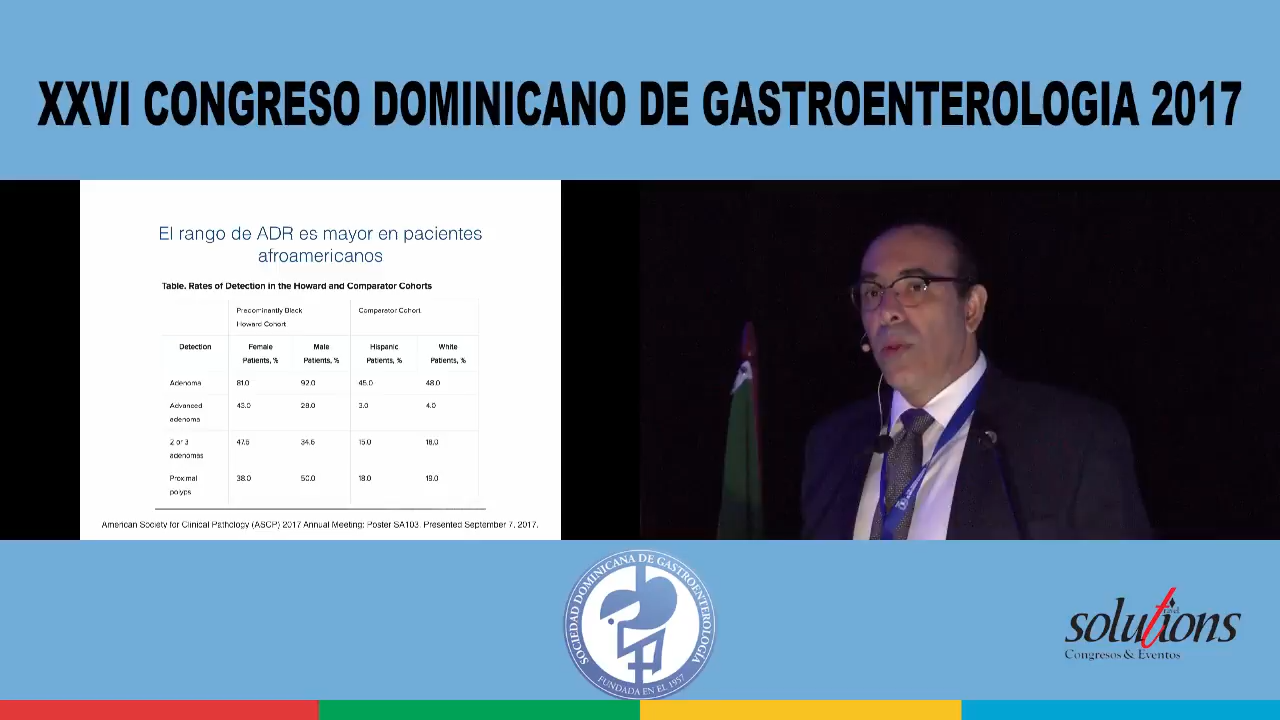 XXVI CONGRESO DOMINICANO DE GASTROENTEROLOGIA 2017
El rango de ADR es mayor en pacientes
afroamericanos
Table. Rates of Detection in the Howard and Comparator Cohorts
Predominantly Black
Howard Cohort
Comparator Cohort
Detection
Female
Patients, %
Male
Patients, %
Hispanic
Patients, %
White
Patients, %
Adenoma 81.0 92.0 45.0 48.0
Advanced
adenoma
43.0 28.0 3.0 4.0
2 or 3
adenomas
47.6 34.6 15.0 18.0
Proximal
polyps
38.0 50.0 18.0 19.0
American Society for Clinical Pathology (ASCP) 2017 Annual Meeting: Poster SA103. Presented September 7, 2017.
SOCIEDAD DOMINICANA DE GASTROENTEROLOGÍA
FUNDADA EN EL 1957
solutions
travel
Congresos & Eventos